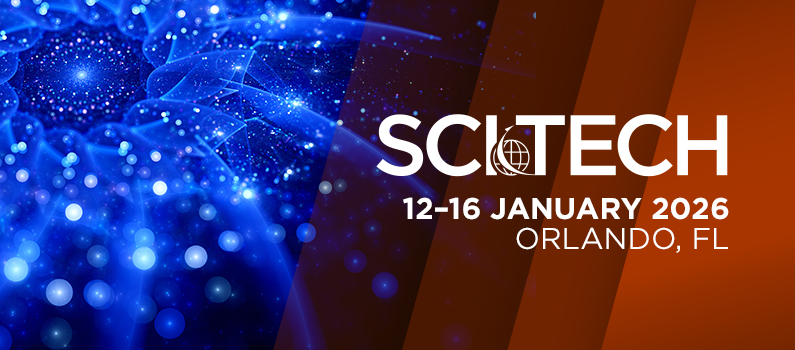 SCITECH
12–16 JANUARY 2026
ORLANDO, FL